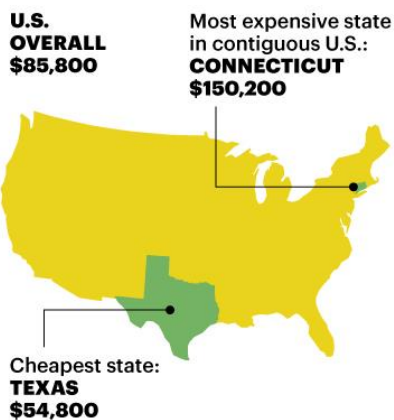 U.S.
OVERALL
$85,800
Most expensive state
in contiguous U.S.:
CONNECTICUT
$150,200
Cheapest state:
TEXAS
$54,800